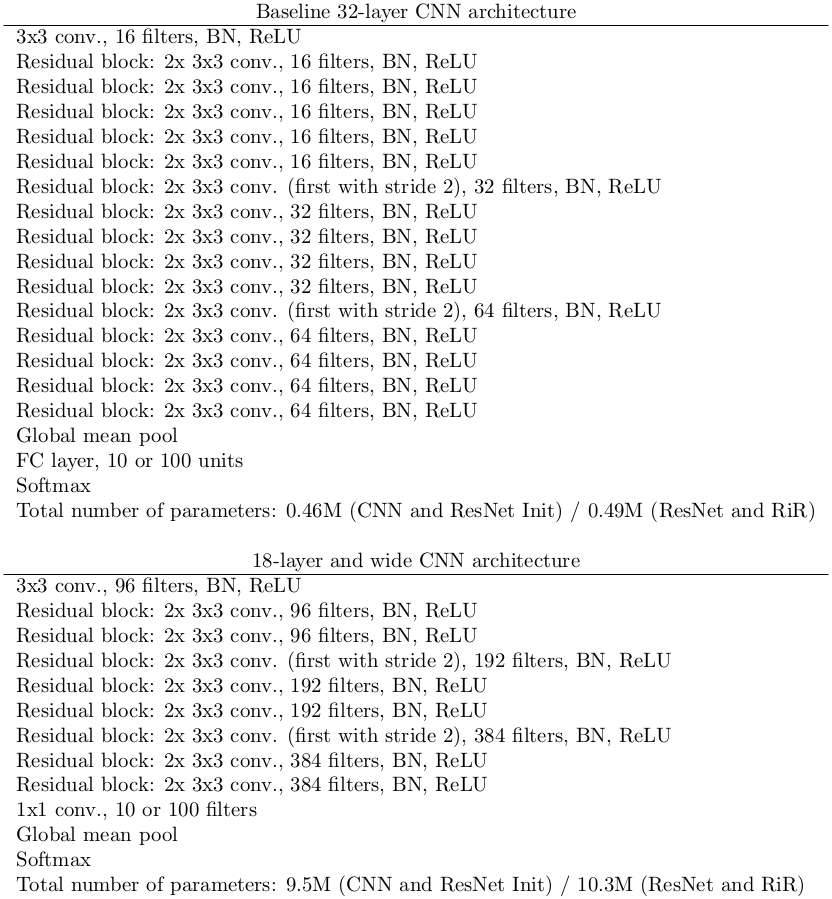 Baseline 32-layer CNN architecture
3x3 conv., 16 filters, BN, ReLU
Residual block: 2x 3x3 conv., 16 filters, BN, ReLU
Residual block: 2x 3x3 conv., 16 filters, BN, ReLU
Residual block: 2x 3x3 conv., 16 filters, BN, ReLU
Residual block: 2x 3x3 conv., 16 filters, BN, ReLU
Residual block: 2x 3x3 conv., 16 filters, BN, ReLU
Residual block: 2x 3x3 conv. (first with stride 2), 32 filters, BN, ReLU
Residual block: 2x 3x3 conv., 32 filters, BN, ReLU
Residual block: 2x 3x3 conv., 32 filters, BN, ReLU
Residual block: 2x 3x3 conv., 32 filters, BN, ReLU
Residual block: 2x 3x3 conv., 32 filters, BN, ReLU
Residual block: 2x 3x3 conv. (first with stride 2), 64 filters, BN, ReLU
Residual block: 2x 3x3 conv., 64 filters, BN, ReLU
Residual block: 2x 3x3 conv., 64 filters, BN, ReLU
Residual block: 2x 3x3 conv., 64 filters, BN, ReLU
Residual block: 2x 3x3 conv., 64 filters, BN, ReLU
Global mean pool
FC layer, 10 or 100 units
Softmax
Total number of parameters: 0.46M (CNN and ResNet Init) / 0.49M (ResNet and RiR)
18-layer and wide CNN architecture
3x3 conv., 96 filters, BN, ReLU
Residual block: 2x 3x3 conv., 96 filters, BN, ReLU
Residual block: 2x 3x3 conv., 96 filters, BN, ReLU
Residual block: 2x 3x3 conv. (first with stride 2), 192 filters, BN, ReLU
Residual block: 2x 3x3 conv., 192 filters, BN, ReLU
Residual block: 2x 3x3 conv., 192 filters, BN, ReLU
Residual block: 2x 3x3 conv. (first with stride 2), 384 filters, BN, ReLU
Residual block: 2x 3x3 conv., 384 filters, BN, ReLU
Residual block: 2x 3x3 conv., 384 filters, BN, ReLU
1x1 conv., 10 or 100 filters
Global mean pool
Softmax
Total number of parameters: 9.5M (CNN and ResNet Init) / 10.3M (ResNet and RiR)